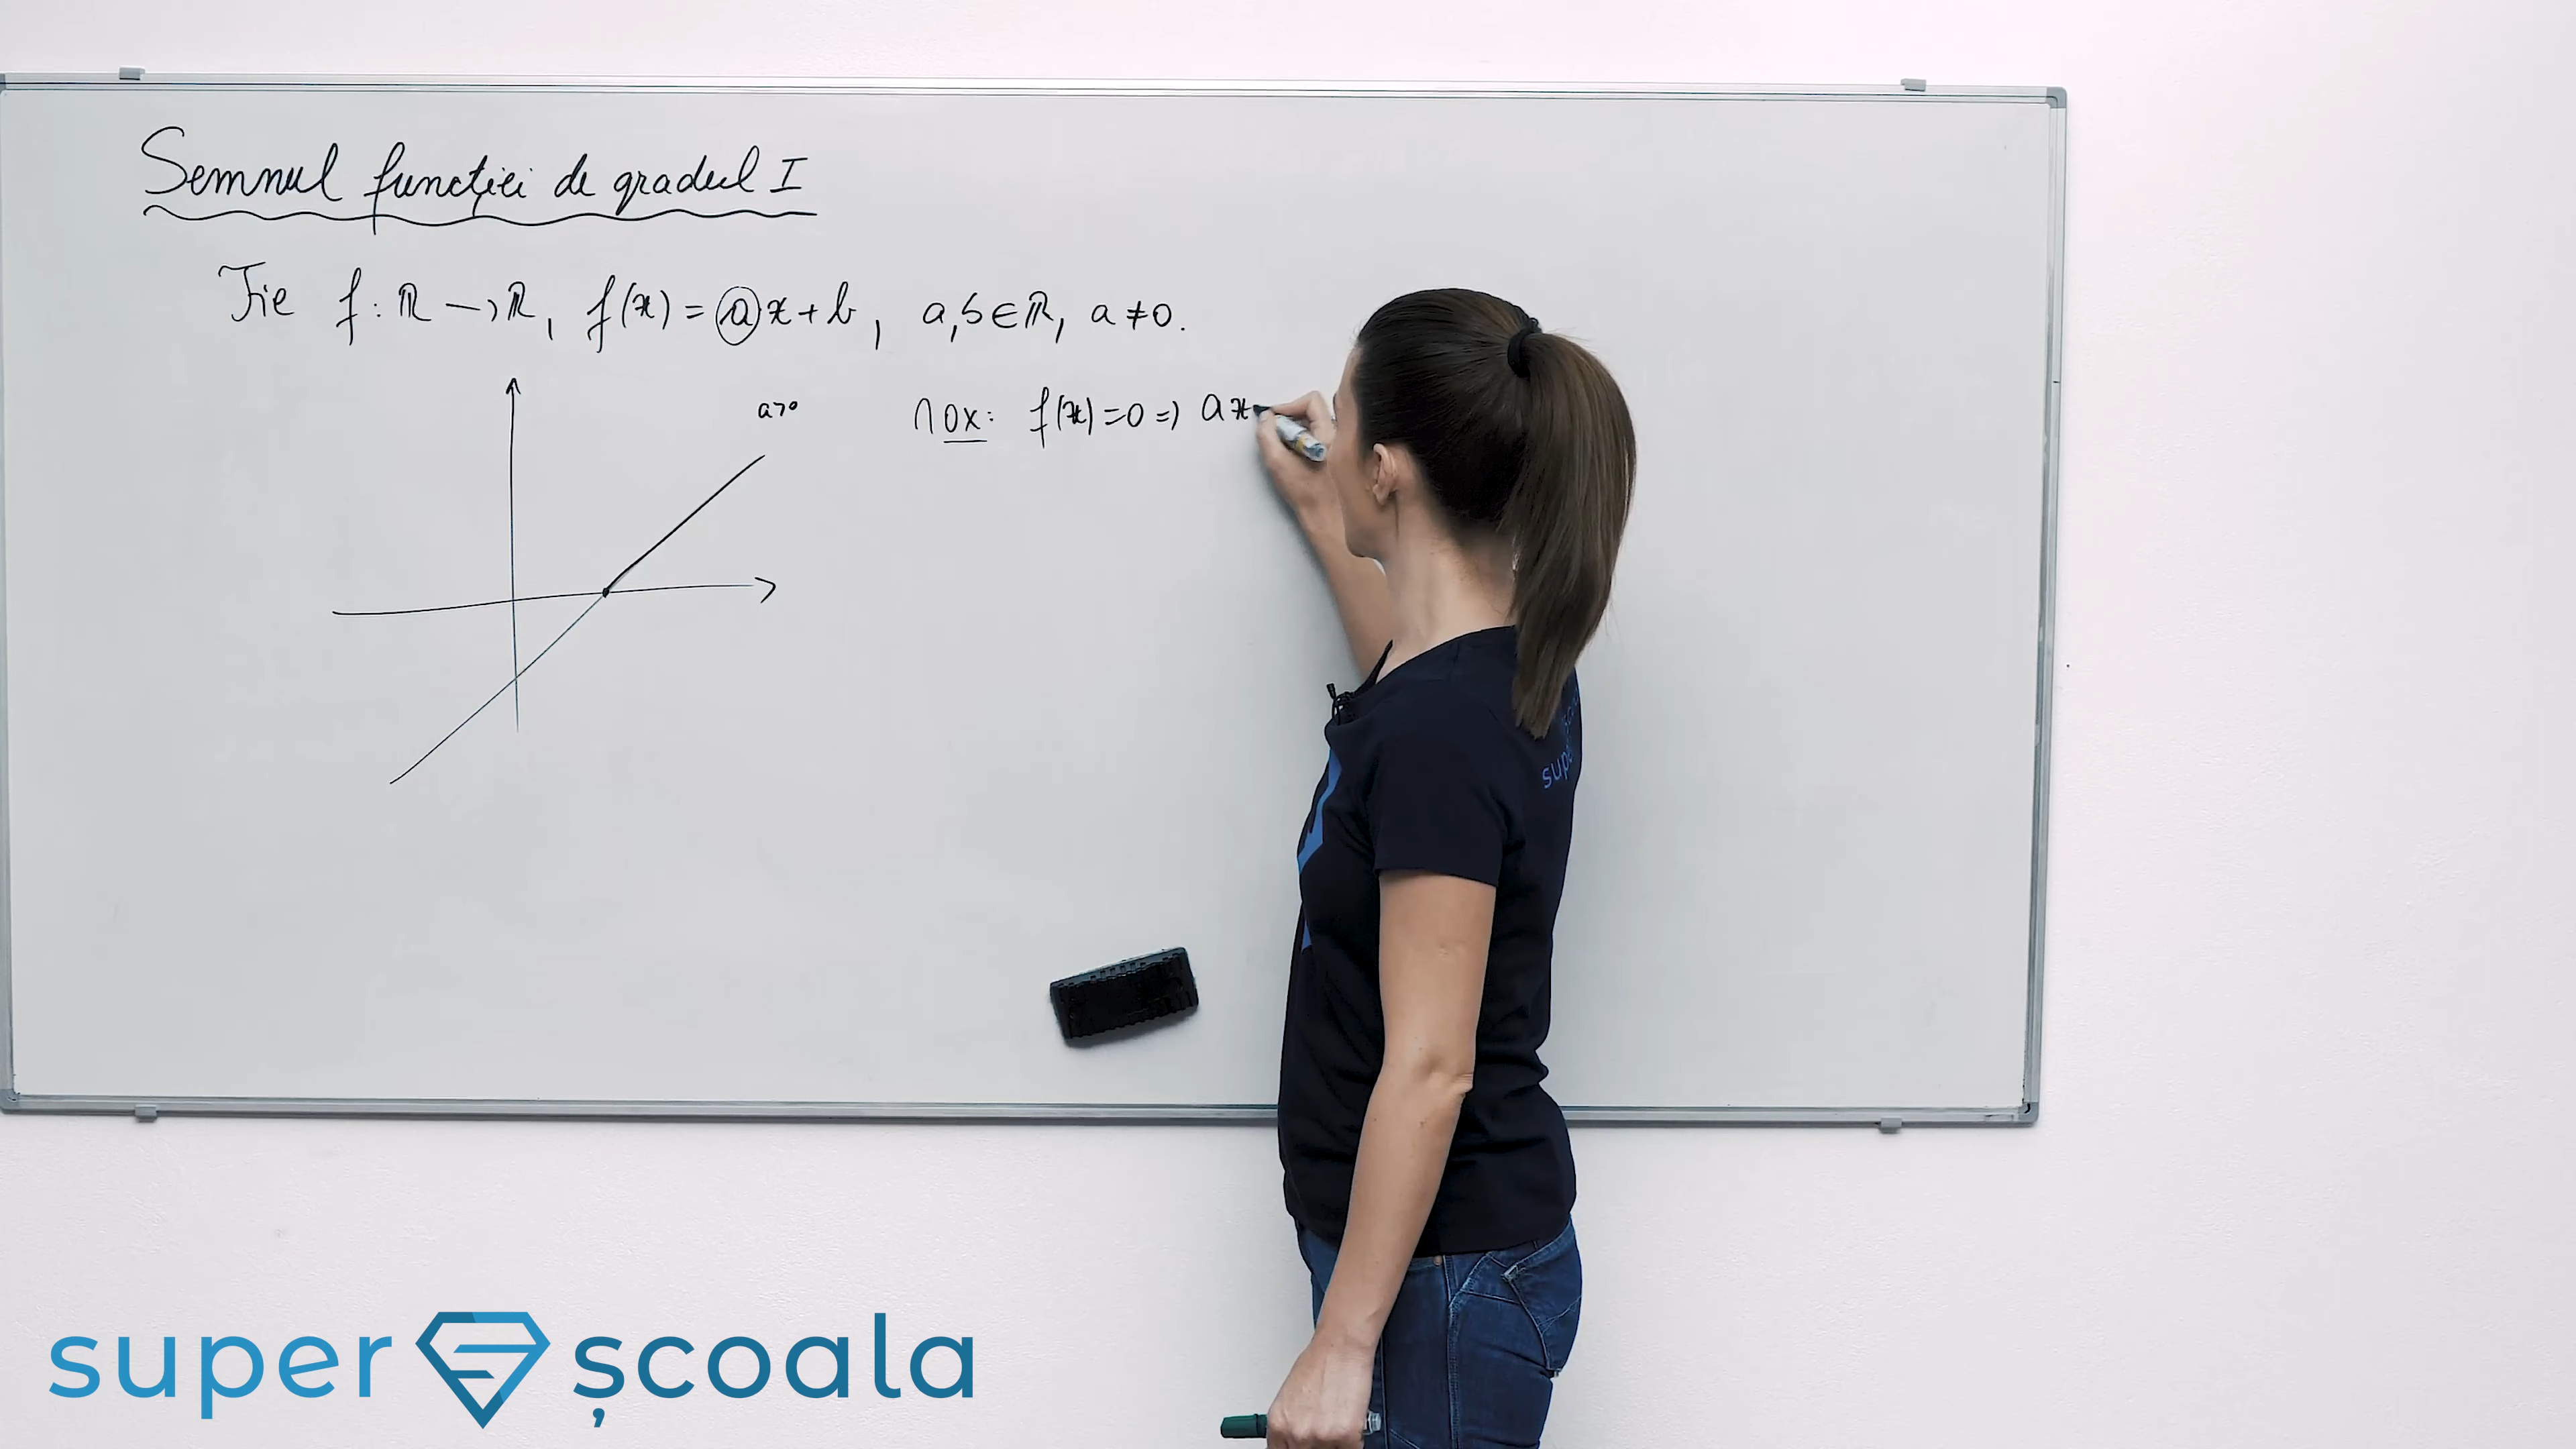 Semnul funcției de gradul I
Fie f: ℝ → ℝ, f(x) = ax + b, a, b ∈ ℝ, a ≠ 0.
a>0
∩ OX: f(x) = 0 ⇒ ax
super școala